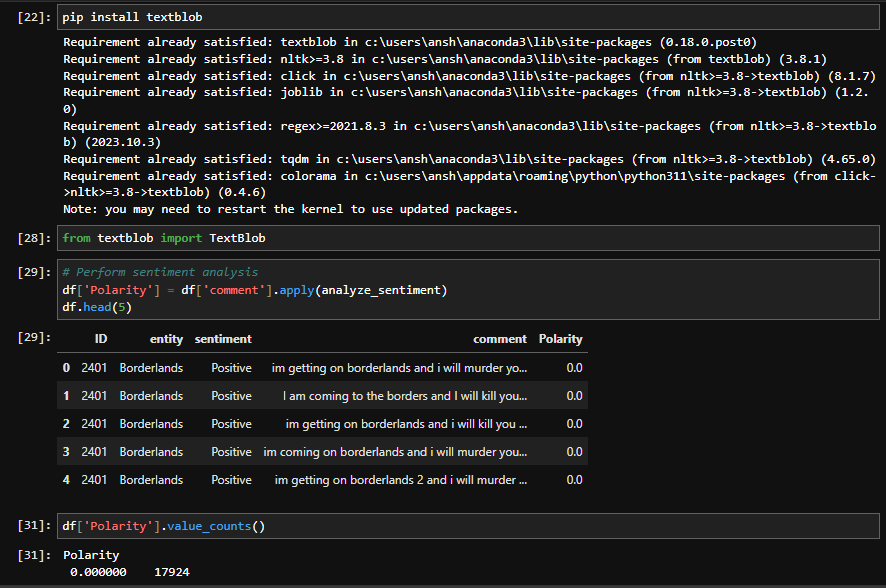 [22]: pip install textblob
Requirement already satisfied: textblob in c:\users\ansh\anaconda3\lib\site-packages (0.18.0.post0)
Requirement already satisfied: nltk>=3.8 in c:\users\ansh\anaconda3\lib\site-packages (from textblob) (3.8.1)
Requirement already satisfied: click in c:\users\ansh\anaconda3\lib\site-packages (from nltk>=3.8->textblob) (8.1.7)
Requirement already satisfied: joblib in c:\users\ansh\anaconda3\lib\site-packages (from nltk>=3.8->textblob) (1.2.
0)
Requirement already satisfied: regex>=2021.8.3 in c:\users\ansh\anaconda3\lib\site-packages (from nltk>=3.8->textblo
b) (2023.10.3)
Requirement already satisfied: tqdm in c:\users\ansh\anaconda3\lib\site-packages (from nltk>=3.8->textblob) (4.65.0)
Requirement already satisfied: colorama in c:\users\ansh\appdata\roaming\python\python311\site-packages (from click-
>nltk>=3.8->textblob) (0.4.6)
Note: you may need to restart the kernel to use updated packages.
[28]: from textblob import TextBlob
[29]: # Perform sentiment analysis
df['Polarity'] = df['comment'].apply(analyze_sentiment)
df.head(5)
[29]: ID entity sentiment comment Polarity
0 2401 Borderlands Positive im getting on borderlands and i will murder yo... 0.0
1 2401 Borderlands Positive I am coming to the borders and I will kill you... 0.0
2 2401 Borderlands Positive im getting on borderlands and i will kill you ... 0.0
3 2401 Borderlands Positive im coming on borderlands and i will murder you... 0.0
4 2401 Borderlands Positive im getting on borderlands 2 and i will murder ... 0.0
[31]: df['Polarity'].value_counts()
[31]: Polarity
0.000000 17924